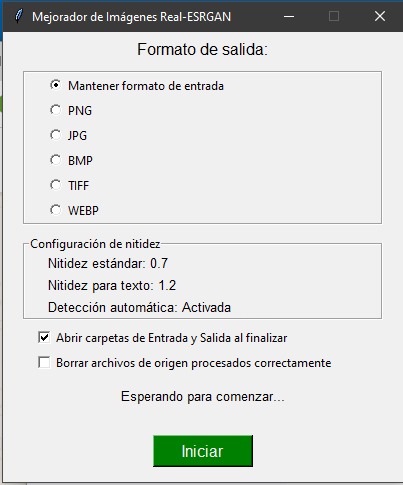 Mejorador de Imágenes Real-ESRGAN
Formato de salida:
Mantener formato de entrada
PNG
JPG
BMP
TIFF
WEBP
Configuración de nitidez
Nitidez estándar: 0.7
Nitidez para texto: 1.2
Detección automática: Activada
Abrir carpetas de Entrada y Salida al finalizar
Borrar archivos de origen procesados correctamente
Esperando para comenzar...
Iniciar